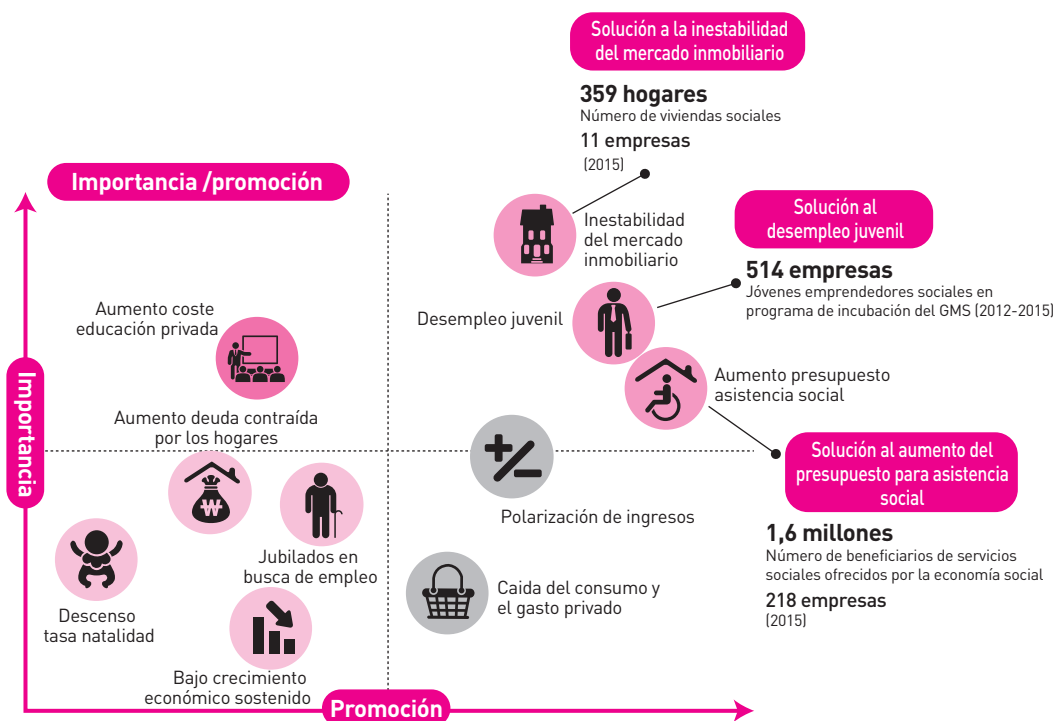 Solución a la inestabilidad
del mercado inmobiliario
359 hogares
Número de viviendas sociales
11 empresas
(2015)
Importancia /promoción
Inestabilidad
del mercado
inmobiliario
Solución al
desempleo juvenil
514 empresas
Jóvenes emprendedores sociales en
programa de incubación del GMS (2012-2015)
Aumento coste
educación privada
Desempleo juvenil
Aumento presupuesto
asistencia social
Importancia
Aumento deuda contraída
por los hogares
Solución al aumento del
presupuesto para asistencia
social
₩
Polarización de ingresos
1,6 millones
Número de beneficiarios de servicios
sociales ofrecidos por la economía social
218 empresas
(2015)
Jubilados en
busca de empleo
Caida del consumo y
el gasto privado
Descenso
tasa natalidad
Bajo crecimiento
económico sostenido
Promoción